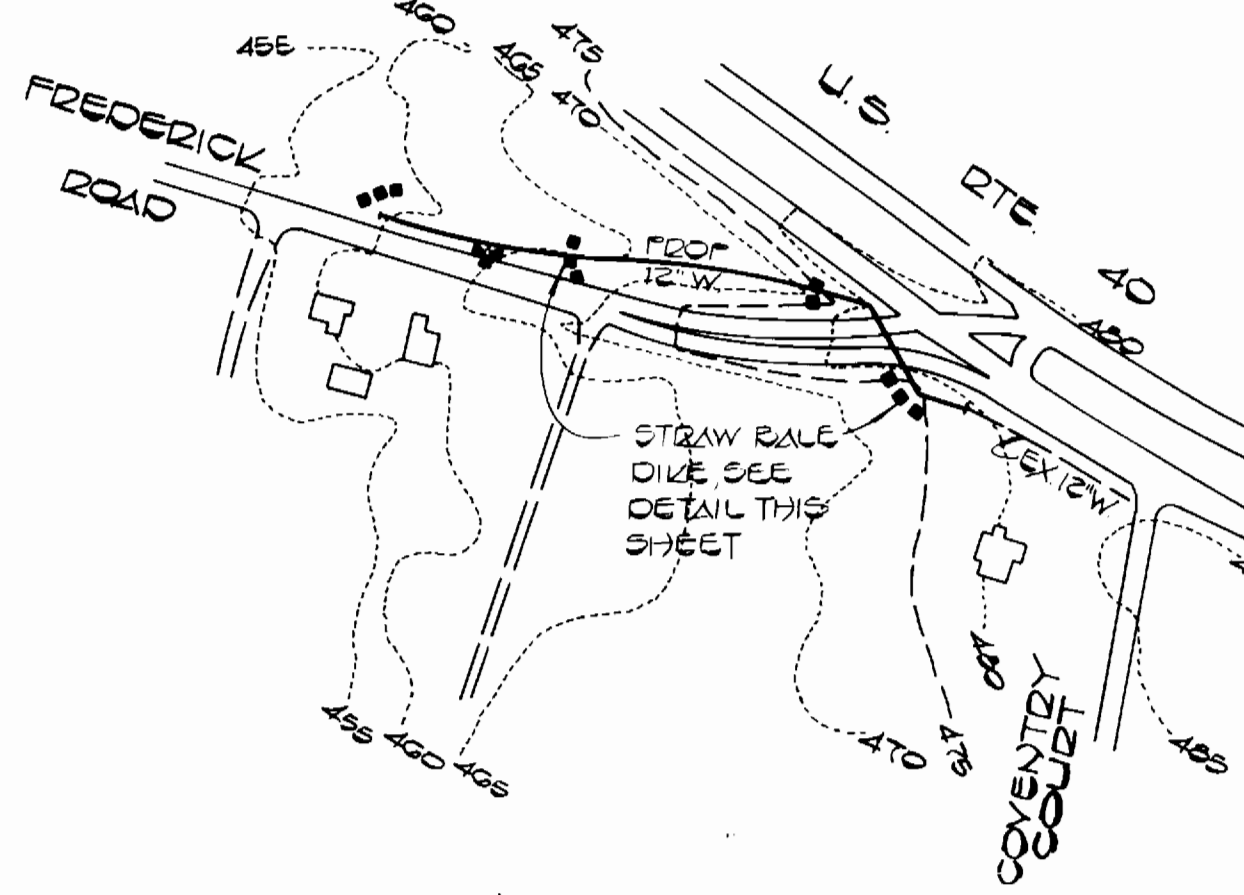 460
475
455
465
470
U.S.
FREDERICK
ROAD
RTE.
40
480
PROP
12" W.
STRAW BALE
DIKE, SEE
DETAIL THIS
SHEET
EX. 12" W.
480
455
460
465
470
475
485
COVENTRY
COURT